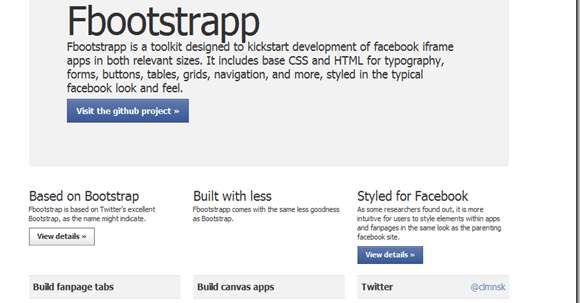 Fbootstrapp
Fbootstrapp is a toolkit designed to kickstart development of facebook iframe
apps in both relevant sizes. It includes base CSS and HTML for typography,
forms, buttons, tables, grids, navigation, and more, styled in the typical
facebook look and feel.
Visit the github project »
Based on Bootstrap
Fbootstrap is based on Twitter's excellent
Bootstrap, as the name might indicate.
View details »
Built with less
Fbootstrapp comes with the same less goodness
as Bootstrap.
Styled for Facebook
As some researchers found out, it is more
intuitive for users to style elements within apps
and fanpages in the same look as the parenting
facebook site.
View details »
Build fanpage tabs
Build canvas apps
Twitter
@clmnsk